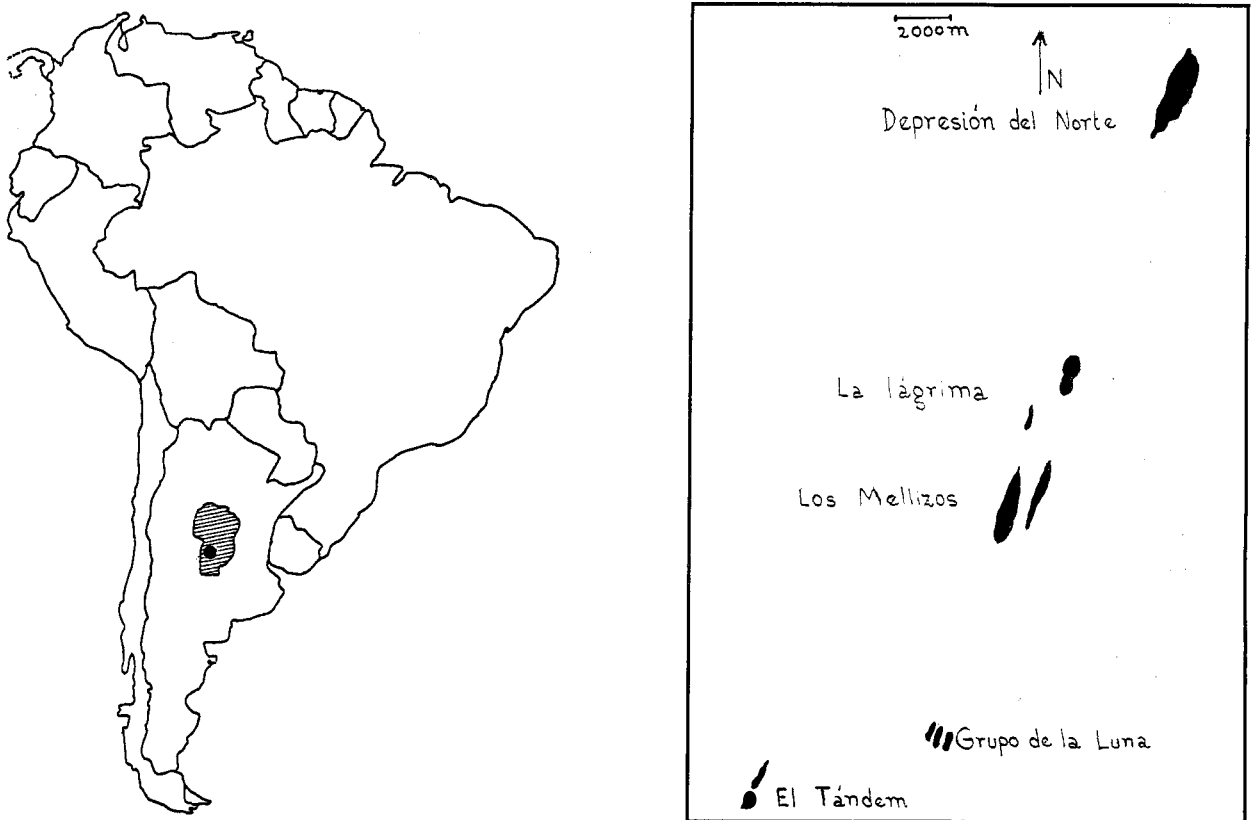 2000m
N
Depresión del Norte
La lágrima
Los Mellizos
Grupo de la Luna
El Tándem